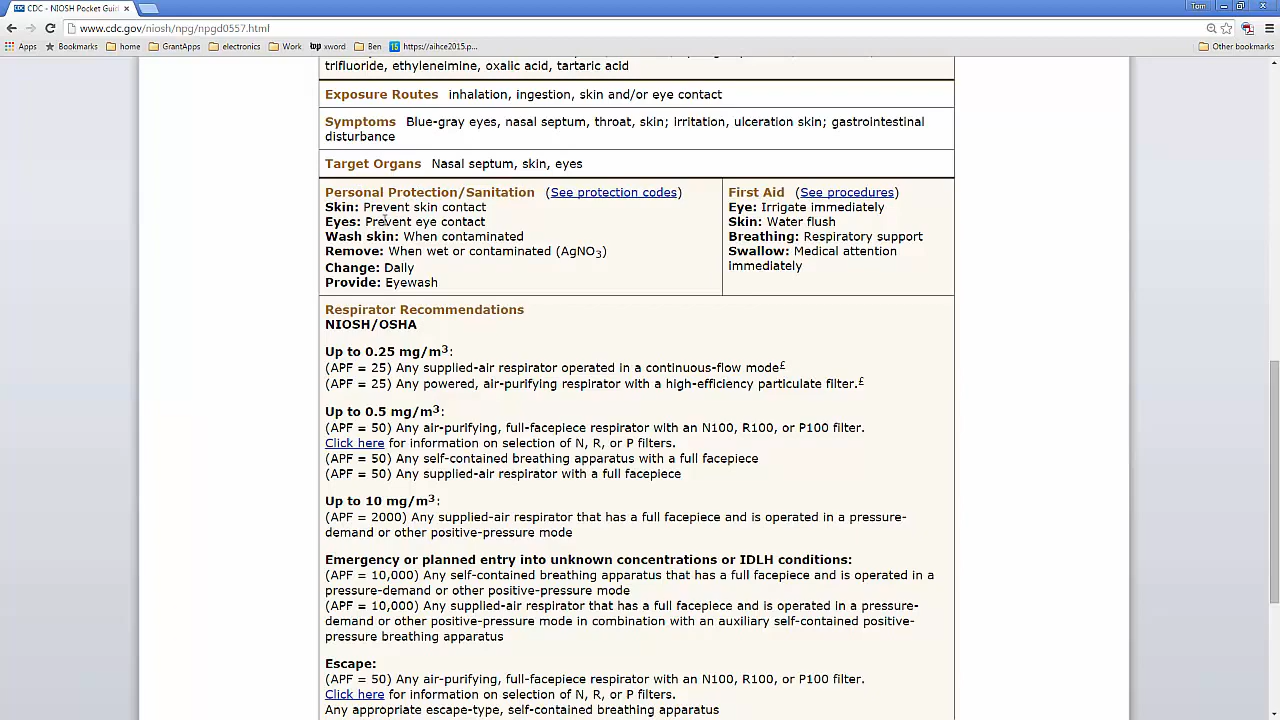 CDC - NIOSH Pocket Guid
Tom
www.cdc.gov/niosh/npg/npgd0557.html
Apps Bookmarks home GrantApps electronics Work xword Ben https://aihce2015.p... Other bookmarks
trifluoride, ethyleneimine, oxalic acid, tartaric acid
Exposure Routes inhalation, ingestion, skin and/or eye contact
Symptoms Blue-gray eyes, nasal septum, throat, skin; irritation, ulceration skin; gastrointestinal
disturbance
Target Organs Nasal septum, skin, eyes
Personal Protection/Sanitation (See protection codes)
Skin: Prevent skin contact
Eyes: Prevent eye contact
Wash skin: When contaminated
Remove: When wet or contaminated (AgNO3)
Change: Daily
Provide: Eyewash
First Aid (See procedures)
Eye: Irrigate immediately
Skin: Water flush
Breathing: Respiratory support
Swallow: Medical attention
immediately
Respirator Recommendations
NIOSH/OSHA
Up to 0.25 mg/m3:
(APF = 25) Any supplied-air respirator operated in a continuous-flow mode£
(APF = 25) Any powered, air-purifying respirator with a high-efficiency particulate filter.£
Up to 0.5 mg/m3:
(APF = 50) Any air-purifying, full-facepiece respirator with an N100, R100, or P100 filter.
Click here for information on selection of N, R, or P filters.
(APF = 50) Any self-contained breathing apparatus with a full facepiece
(APF = 50) Any supplied-air respirator with a full facepiece
Up to 10 mg/m3:
(APF = 2000) Any supplied-air respirator that has a full facepiece and is operated in a pressure-
demand or other positive-pressure mode
Emergency or planned entry into unknown concentrations or IDLH conditions:
(APF = 10,000) Any self-contained breathing apparatus that has a full facepiece and is operated in a
pressure-demand or other positive-pressure mode
(APF = 10,000) Any supplied-air respirator that has a full facepiece and is operated in a pressure-
demand or other positive-pressure mode in combination with an auxiliary self-contained positive-
pressure breathing apparatus
Escape:
(APF = 50) Any air-purifying, full-facepiece respirator with an N100, R100, or P100 filter.
Click here for information on selection of N, R, or P filters.
Any appropriate escape-type, self-contained breathing apparatus